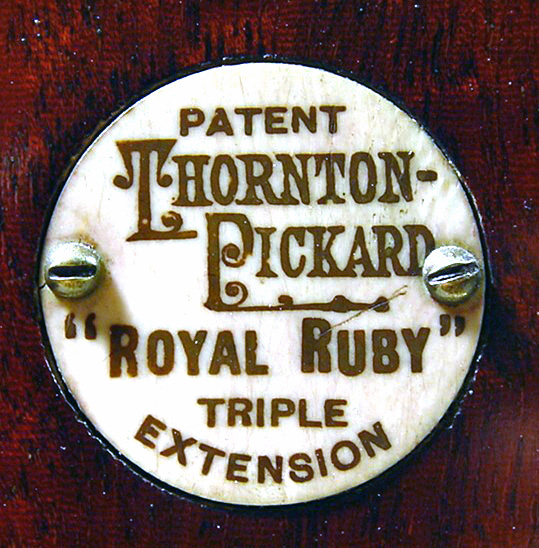 PATENT
THORNTON-
PICKARD
"ROYAL RUBY"
TRIPLE
EXTENSION